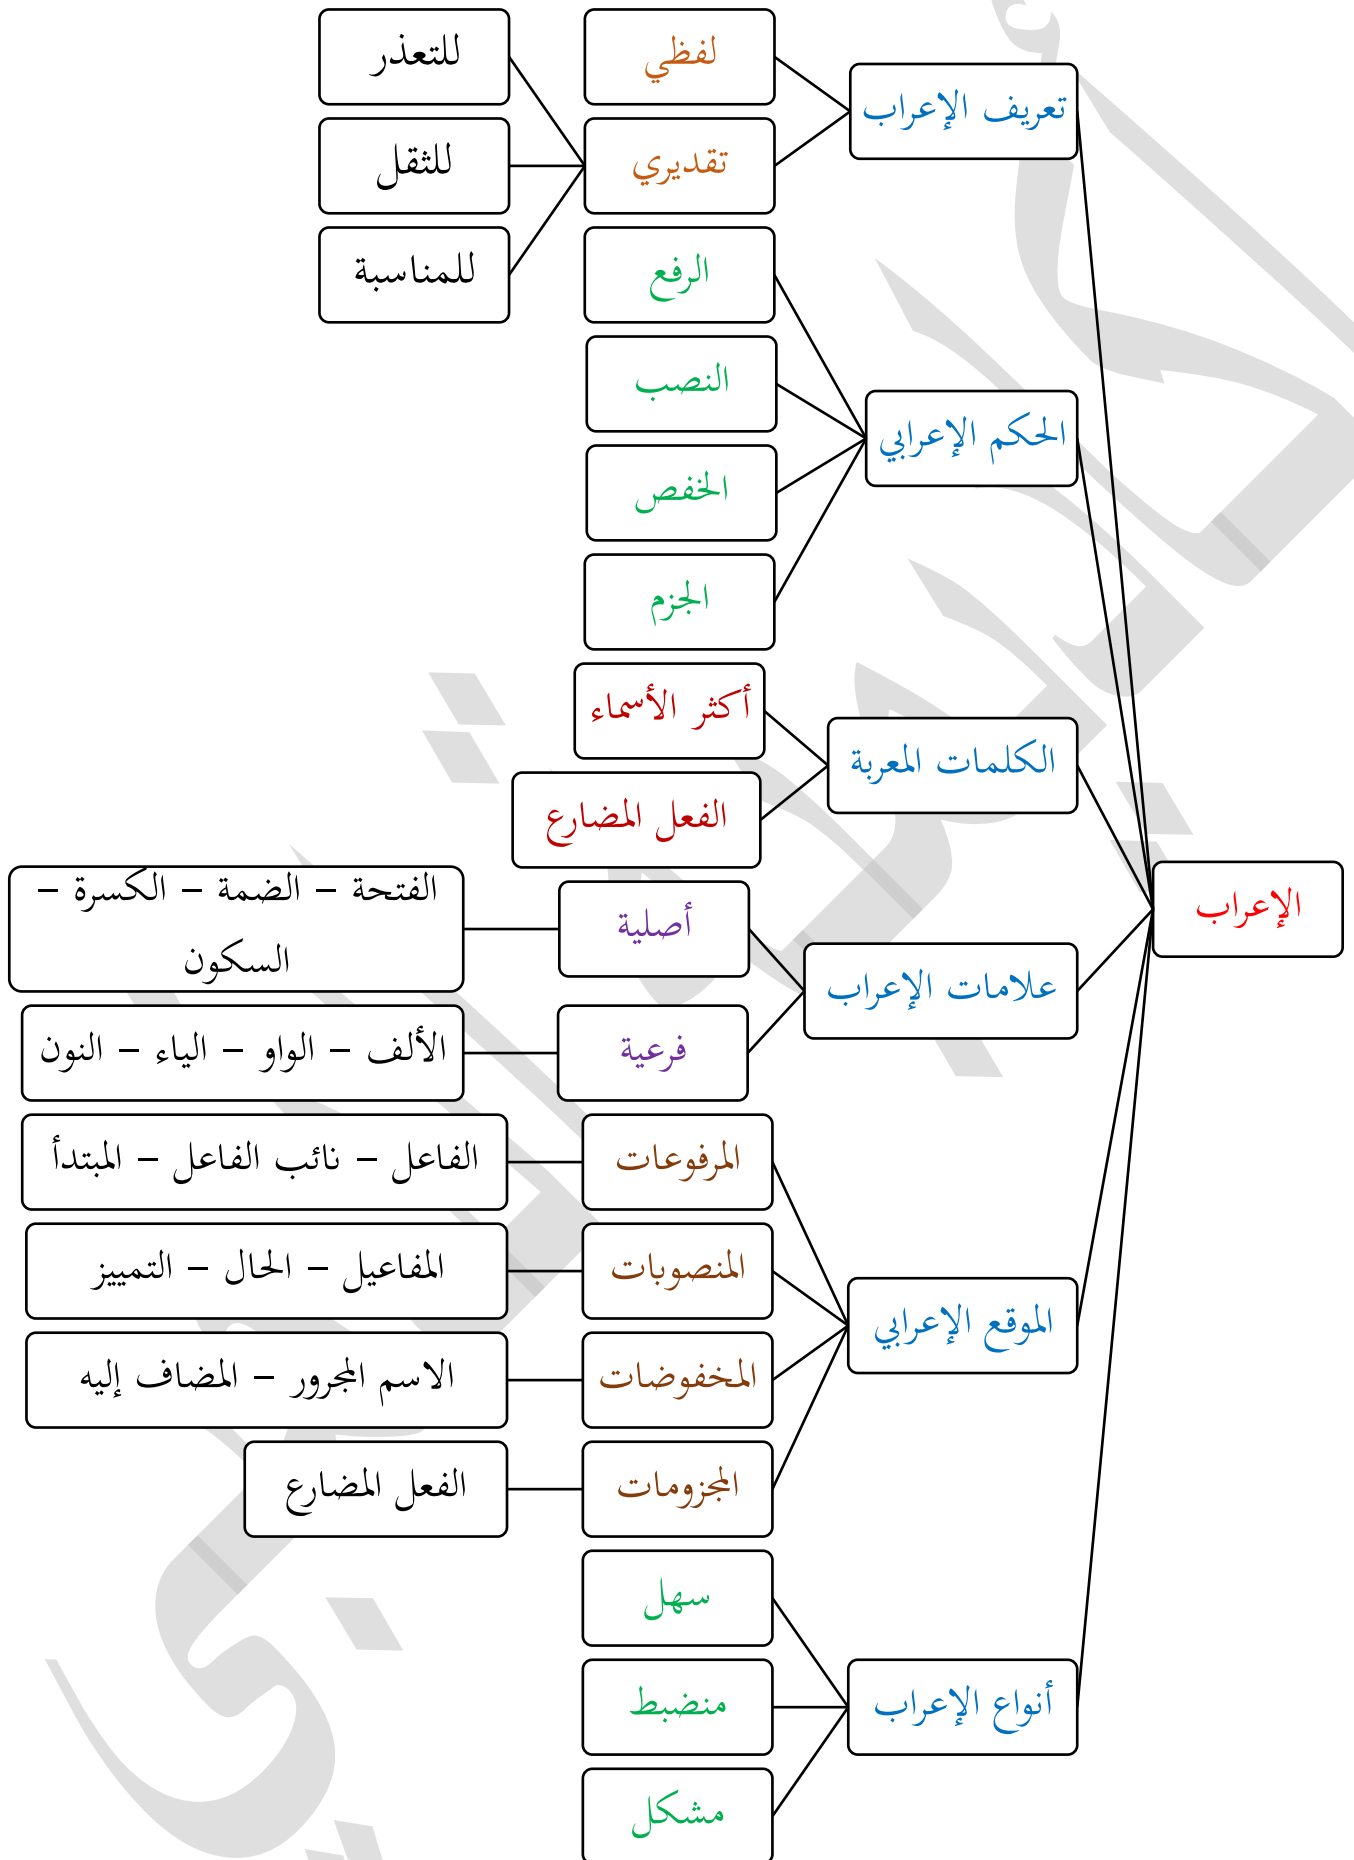 الإعراب
تعريف الإعراب
لفظي
تقديري
للتعذر
للثقل
للمناسبة
الحكم الإعرابي
الرفع
النصب
الخفص
الجزم
الكلمات المعربة
أكثر الأسماء
الفعل المضارع
علامات الإعراب
أصلية
الفتحة – الضمة – الكسرة –
السكون
فرعية
الألف – الواو – الياء – النون
الموقع الإعرابي
المرفوعات
الفاعل – نائب الفاعل – المبتدأ
المنصوبات
المفاعيل – الحال – التمييز
المخفوضات
الاسم المجرور – المضاف إليه
المجزومات
الفعل المضارع
أنواع الإعراب
سهل
منضبط
مشكل